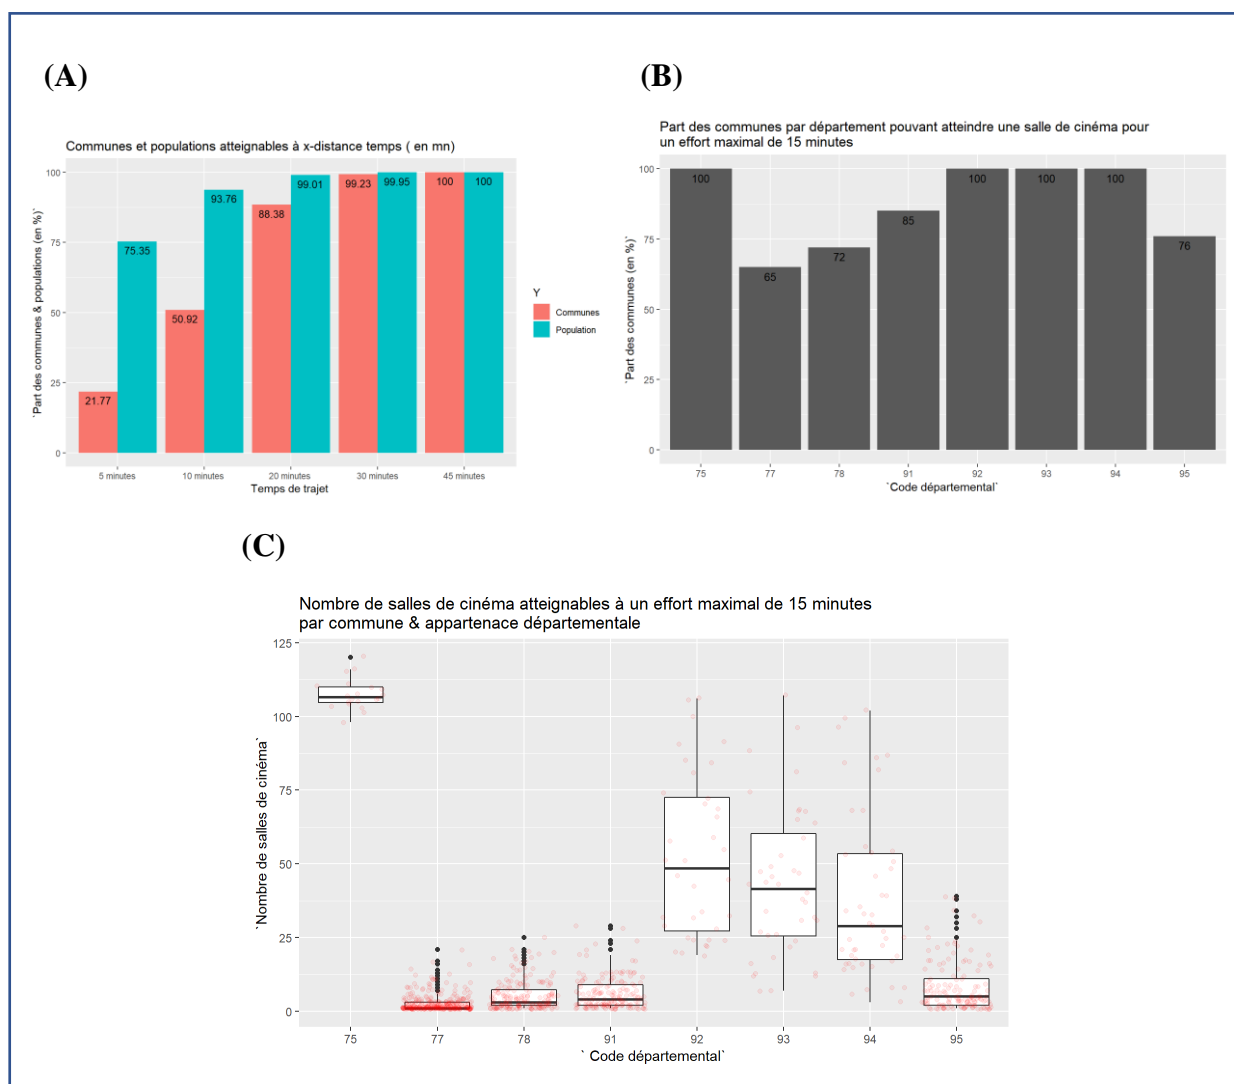 (A)
Communes et populations atteignables à x-distance temps ( en mn)
`Part des communes & populations (en %)`
100
75
50
25
0
21.77
75.35
50.92
93.76
88.38
99.01
99.23
99.95
100
100
5 minutes
10 minutes
20 minutes
30 minutes
45 minutes
Temps de trajet
Y
Communes
Population
(B)
Part des communes par département pouvant atteindre une salle de cinéma pour
un effort maximal de 15 minutes
`Part des communes (en %)`
100
75
50
25
0
100
65
72
85
100
100
100
76
75
77
78
91
92
93
94
95
`Code départemental`
(C)
Nombre de salles de cinéma atteignables à un effort maximal de 15 minutes
par commune & appartenace départementale
`Nombre de salles de cinéma`
125
100
75
50
25
0
75
77
78
91
92
93
94
95
` Code départemental`